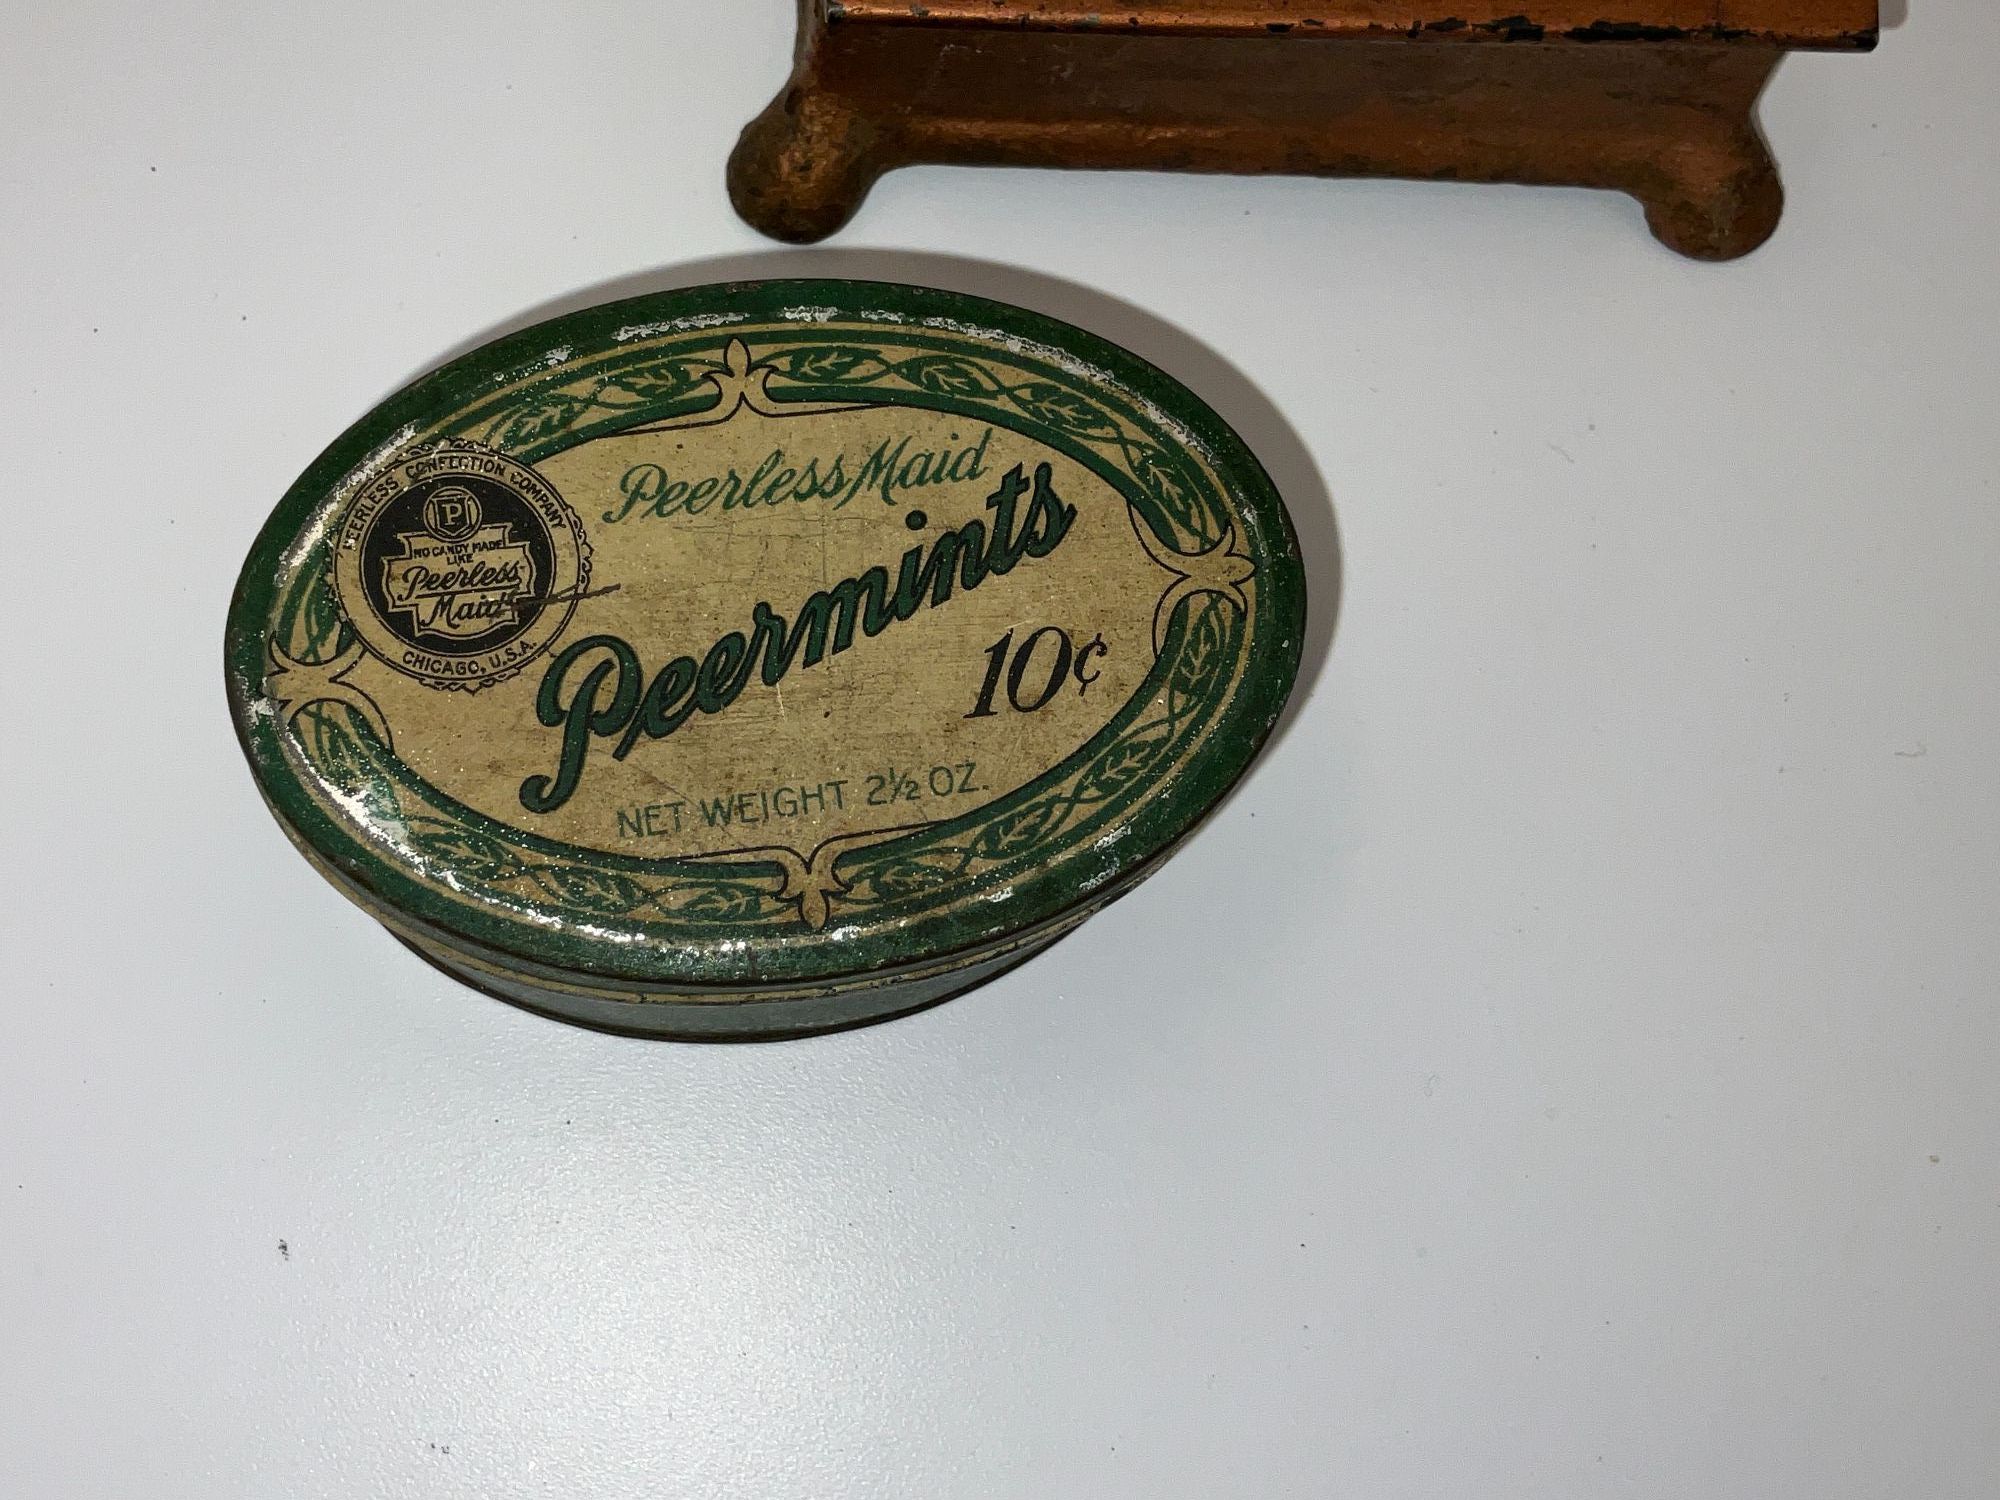 PEERLESS CONFECTION COMPANY
P
NO CANDY MADE
LIKE
Peerless
Maid's
CHICAGO, U.S.A.
Peerless Maid
Peermints
10¢
NET WEIGHT 2½ OZ.